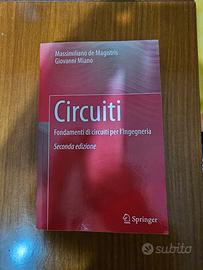 Massimiliano de Magistris
Giovanni Miano
Circuiti
Fondamenti di circuiti per l'Ingegneria
Seconda edizione
Springer
subito